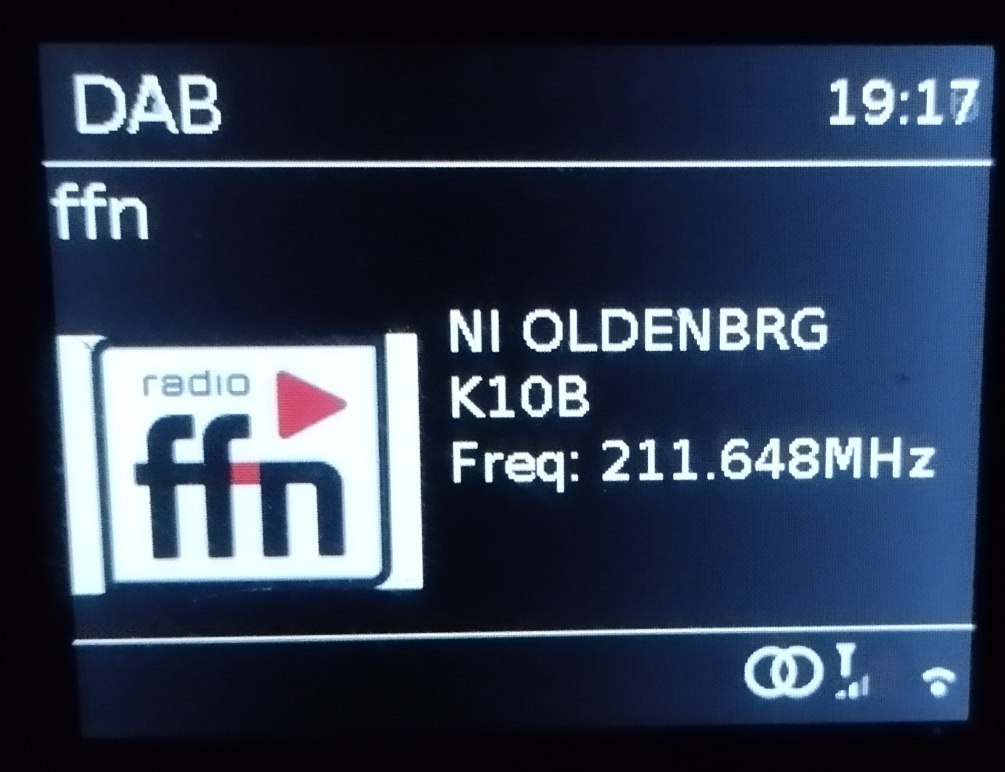 DAB
19:17
ffn
radio
ffn
NI OLDENBRG
K10B
Freq: 211.648MHz